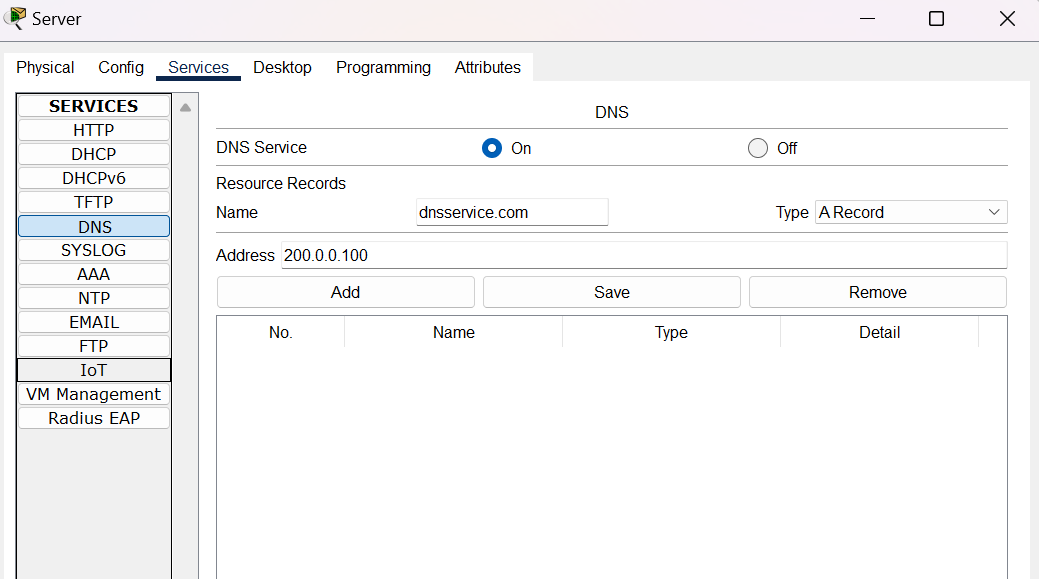 Server
Physical Config Services Desktop Programming Attributes
SERVICES
HTTP
DHCP
DHCPv6
TFTP
DNS
SYSLOG
AAA
NTP
EMAIL
FTP
IoT
VM Management
Radius EAP
DNS
DNS Service On Off
Resource Records
Name dnsservice.com Type A Record
Address 200.0.0.100
Add Save Remove
No. Name Type Detail